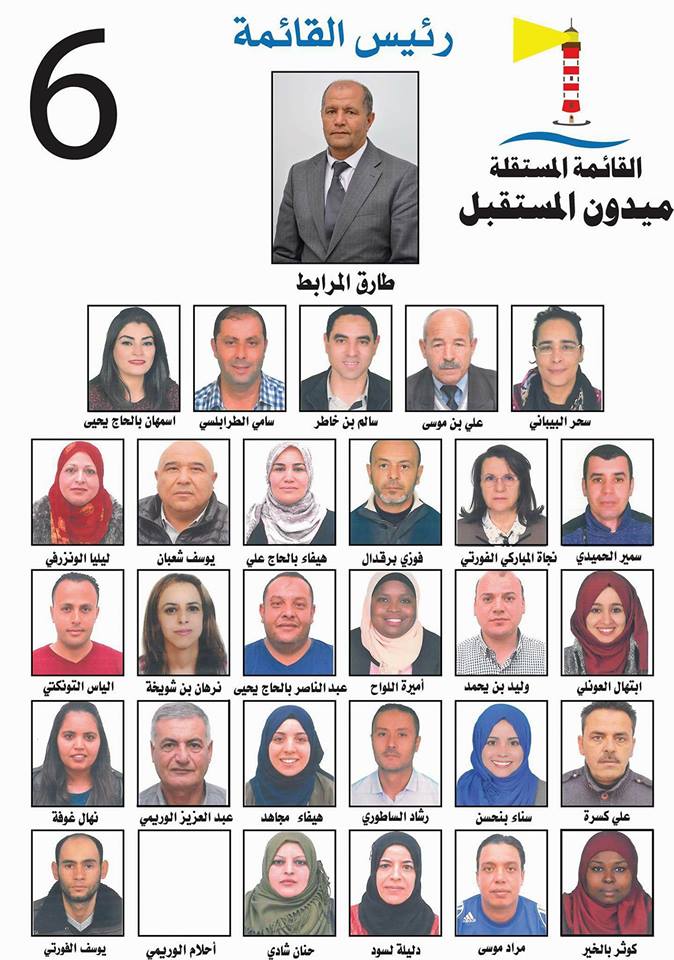 6
رئيس القائمة
القائمة المستقلة
ميدون المستقبل
طارق المرابط
سحر البيباني
علي بن موسى
سالم بن خاطر
سامي الطرابلسي
اسمهان بالحاج يحيى
سمير الحميدي
نجاة المباركي الفورتي
فوزي برقدال
هيفاء بالحاج علي
يوسف شعبان
ليليا الونزرفي
ابتهال العونلي
وليد بن يحمد
أميرة اللواح
عبد الناصر بالحاج يحيى
نرهان بن شويخة
الياس التونكتي
علي كسرة
سناء بنحسن
رشاد الساطوري
هيفاء مجاهد
عبد العزيز الوريمي
نهال غوفة
كوثر بالخير
مراد موسى
دليلة لسود
حنان شادي
أحلام الوريمي
يوسف الفورتي